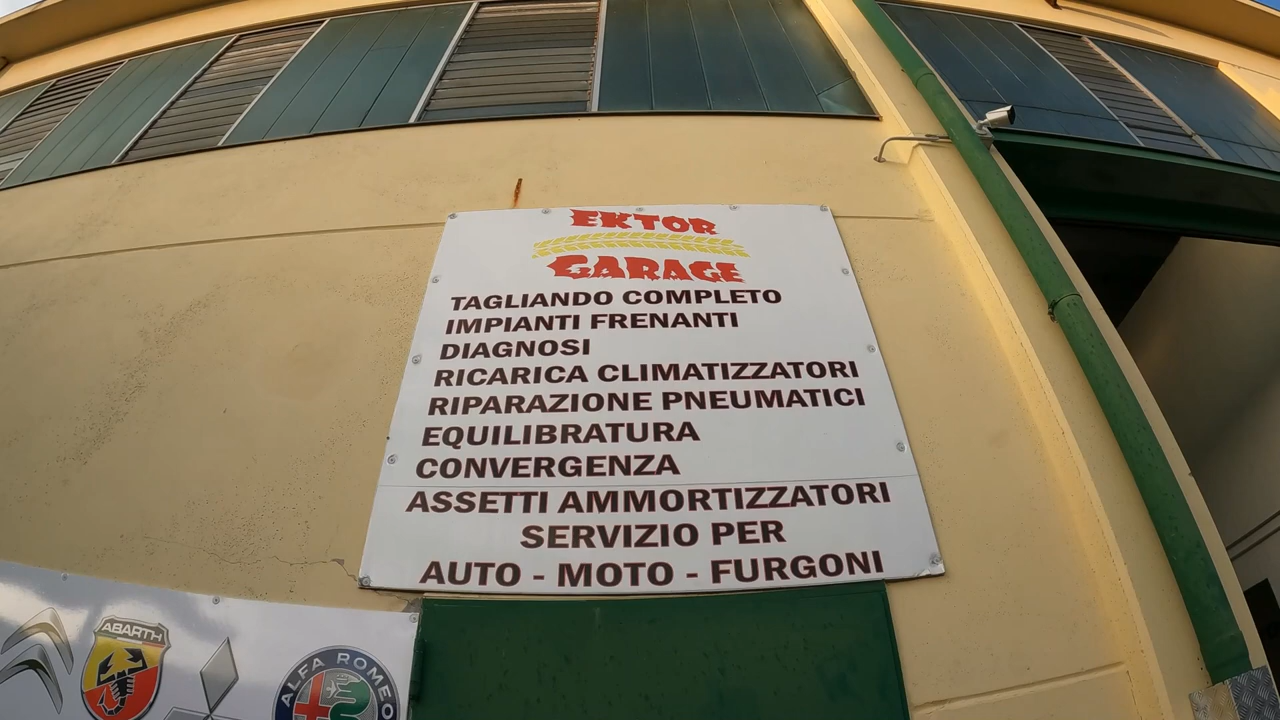 EKTOR
GARAGE
TAGLIANDO COMPLETO
IMPIANTI FRENANTI
DIAGNOSI
RICARICA CLIMATIZZATORI
RIPARAZIONE PNEUMATICI
EQUILIBRATURA
CONVERGENZA
ASSETTI AMMORTIZZATORI
SERVIZIO PER
AUTO - MOTO - FURGONI
ABARTH
ALFA ROMEO